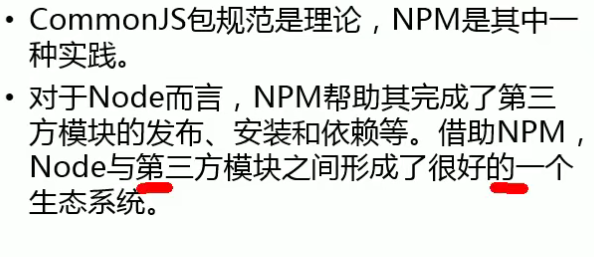 • CommonJS包规范是理论，NPM是其中一
种实践。
• 对于Node而言，NPM帮助其完成了第三
方模块的发布、安装和依赖等。借助NPM，
Node与第三方模块之间形成了很好的一个
生态系统。